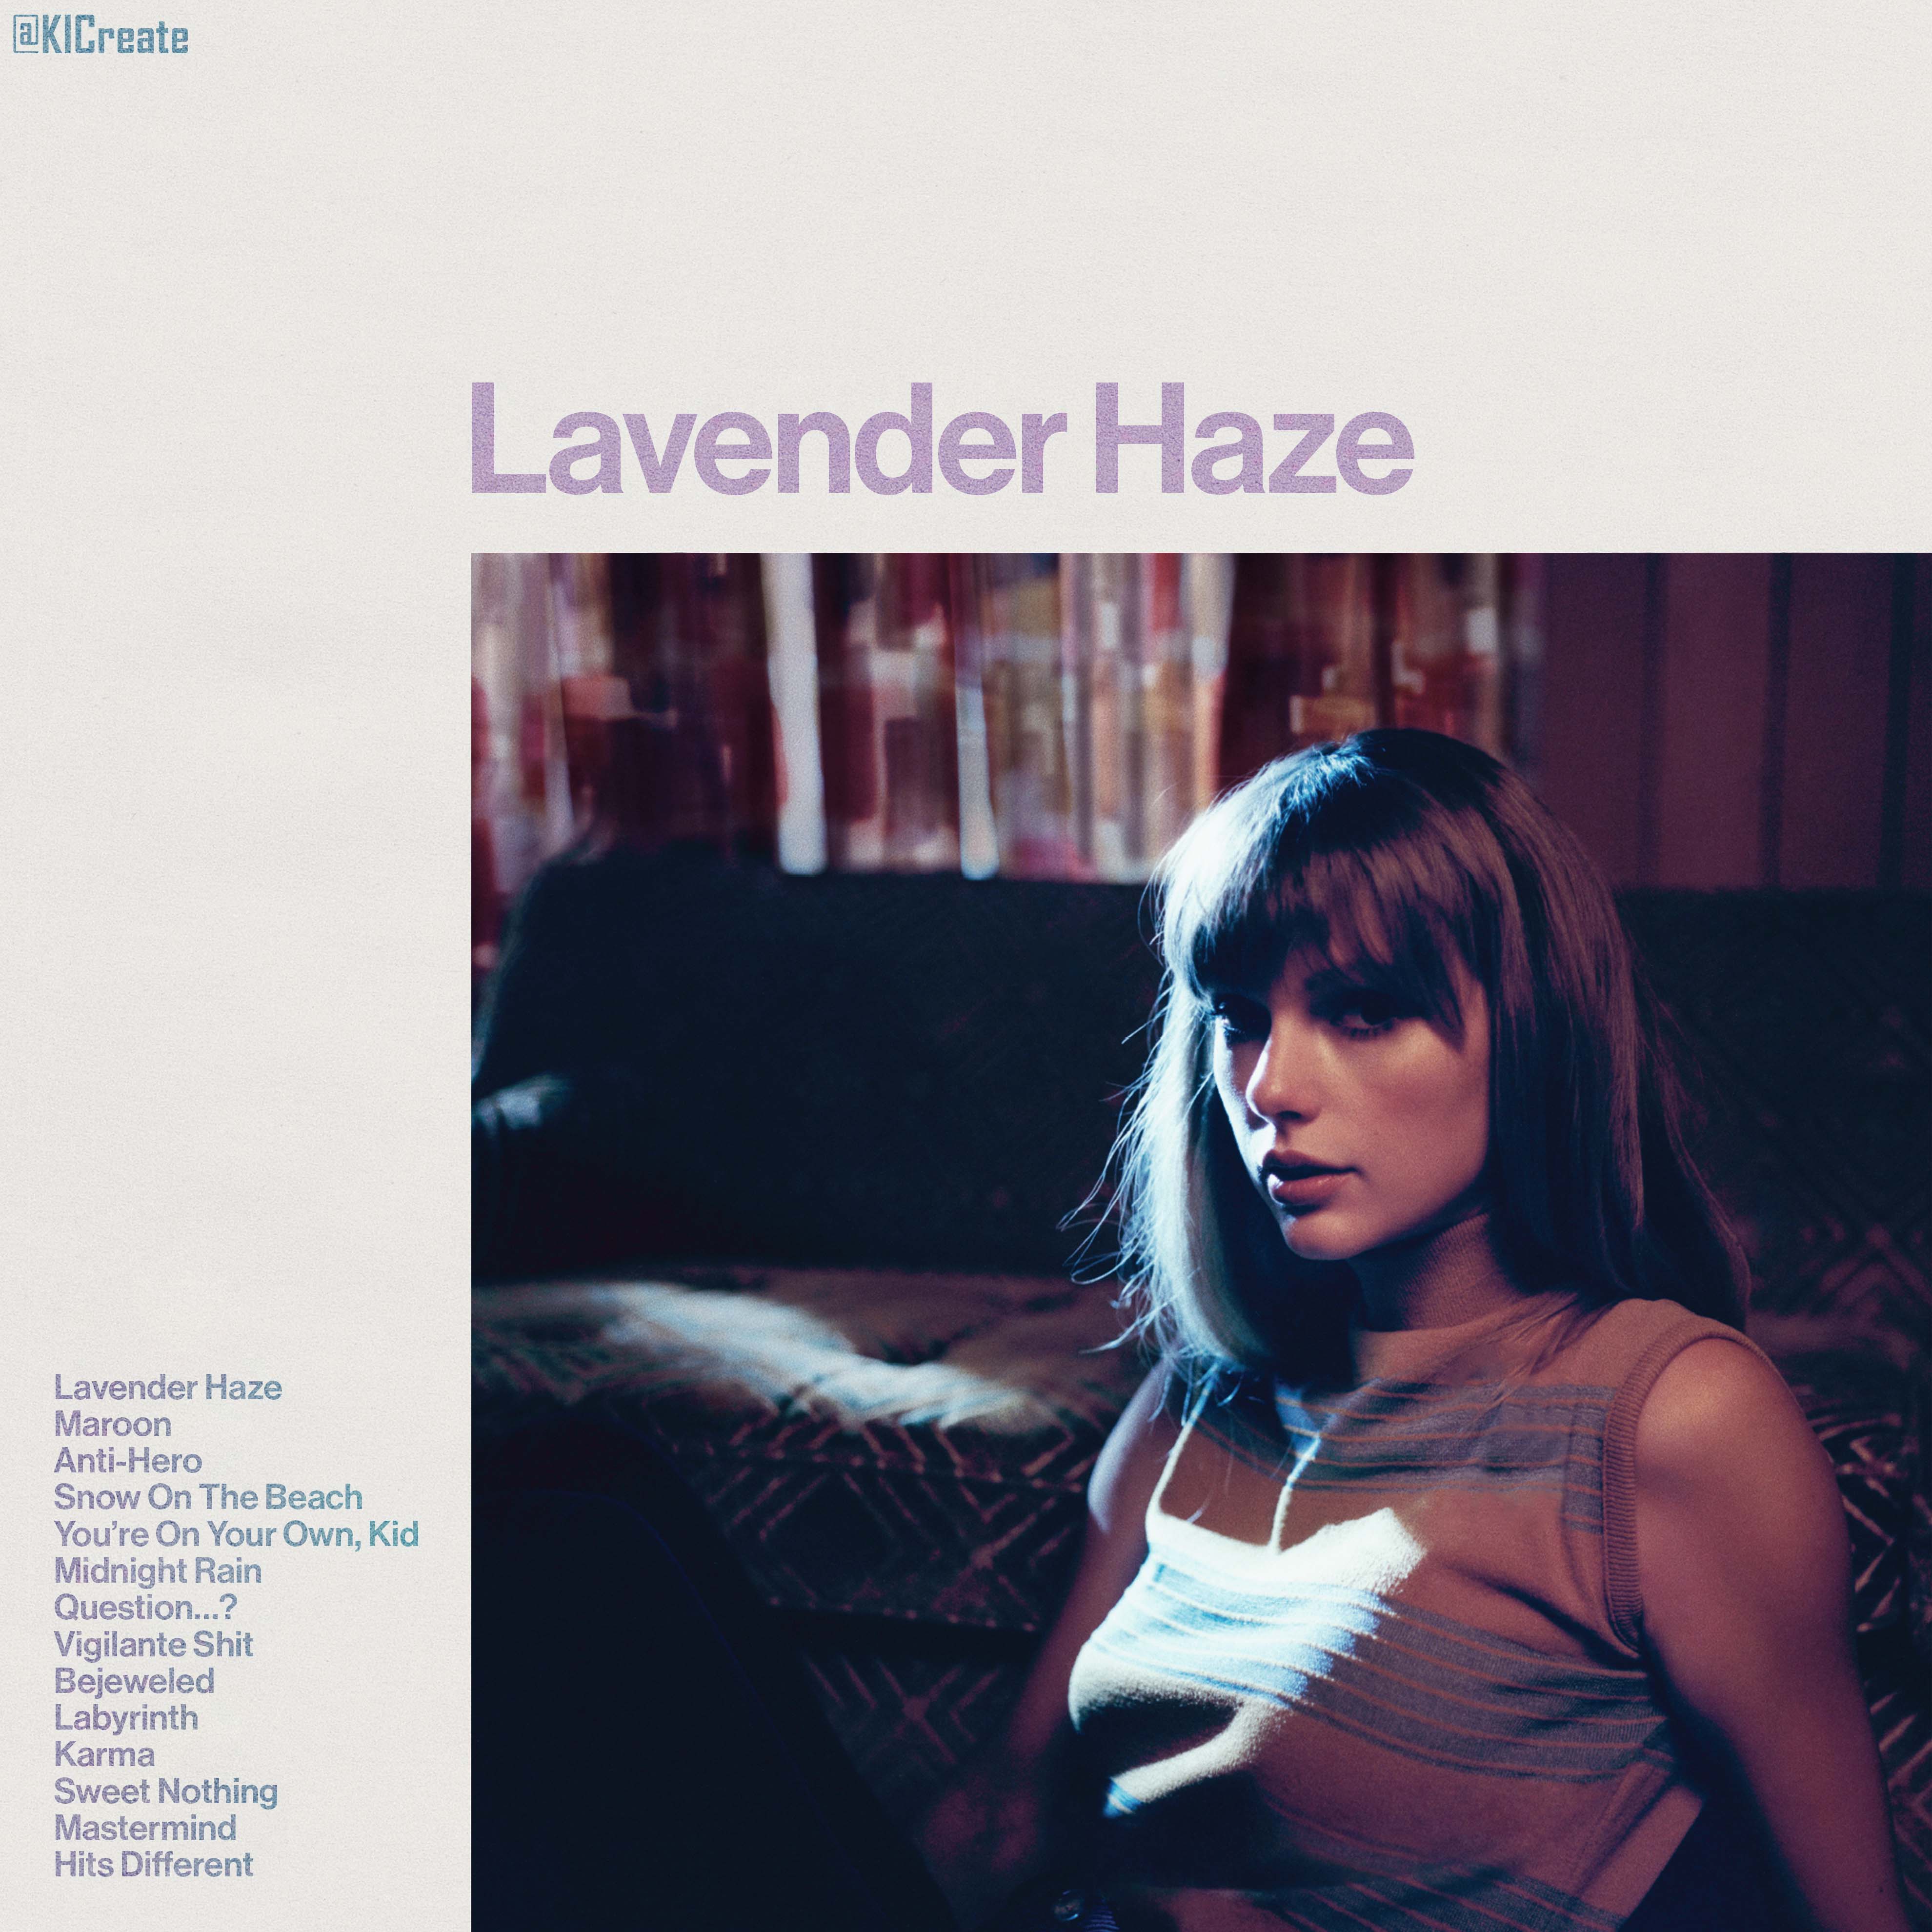 @KICreate
Lavender Haze
Lavender Haze
Maroon
Anti-Hero
Snow On The Beach
You’re On Your Own, Kid
Midnight Rain
Question...?
Vigilante Shit
Bejeweled
Labyrinth
Karma
Sweet Nothing
Mastermind
Hits Different